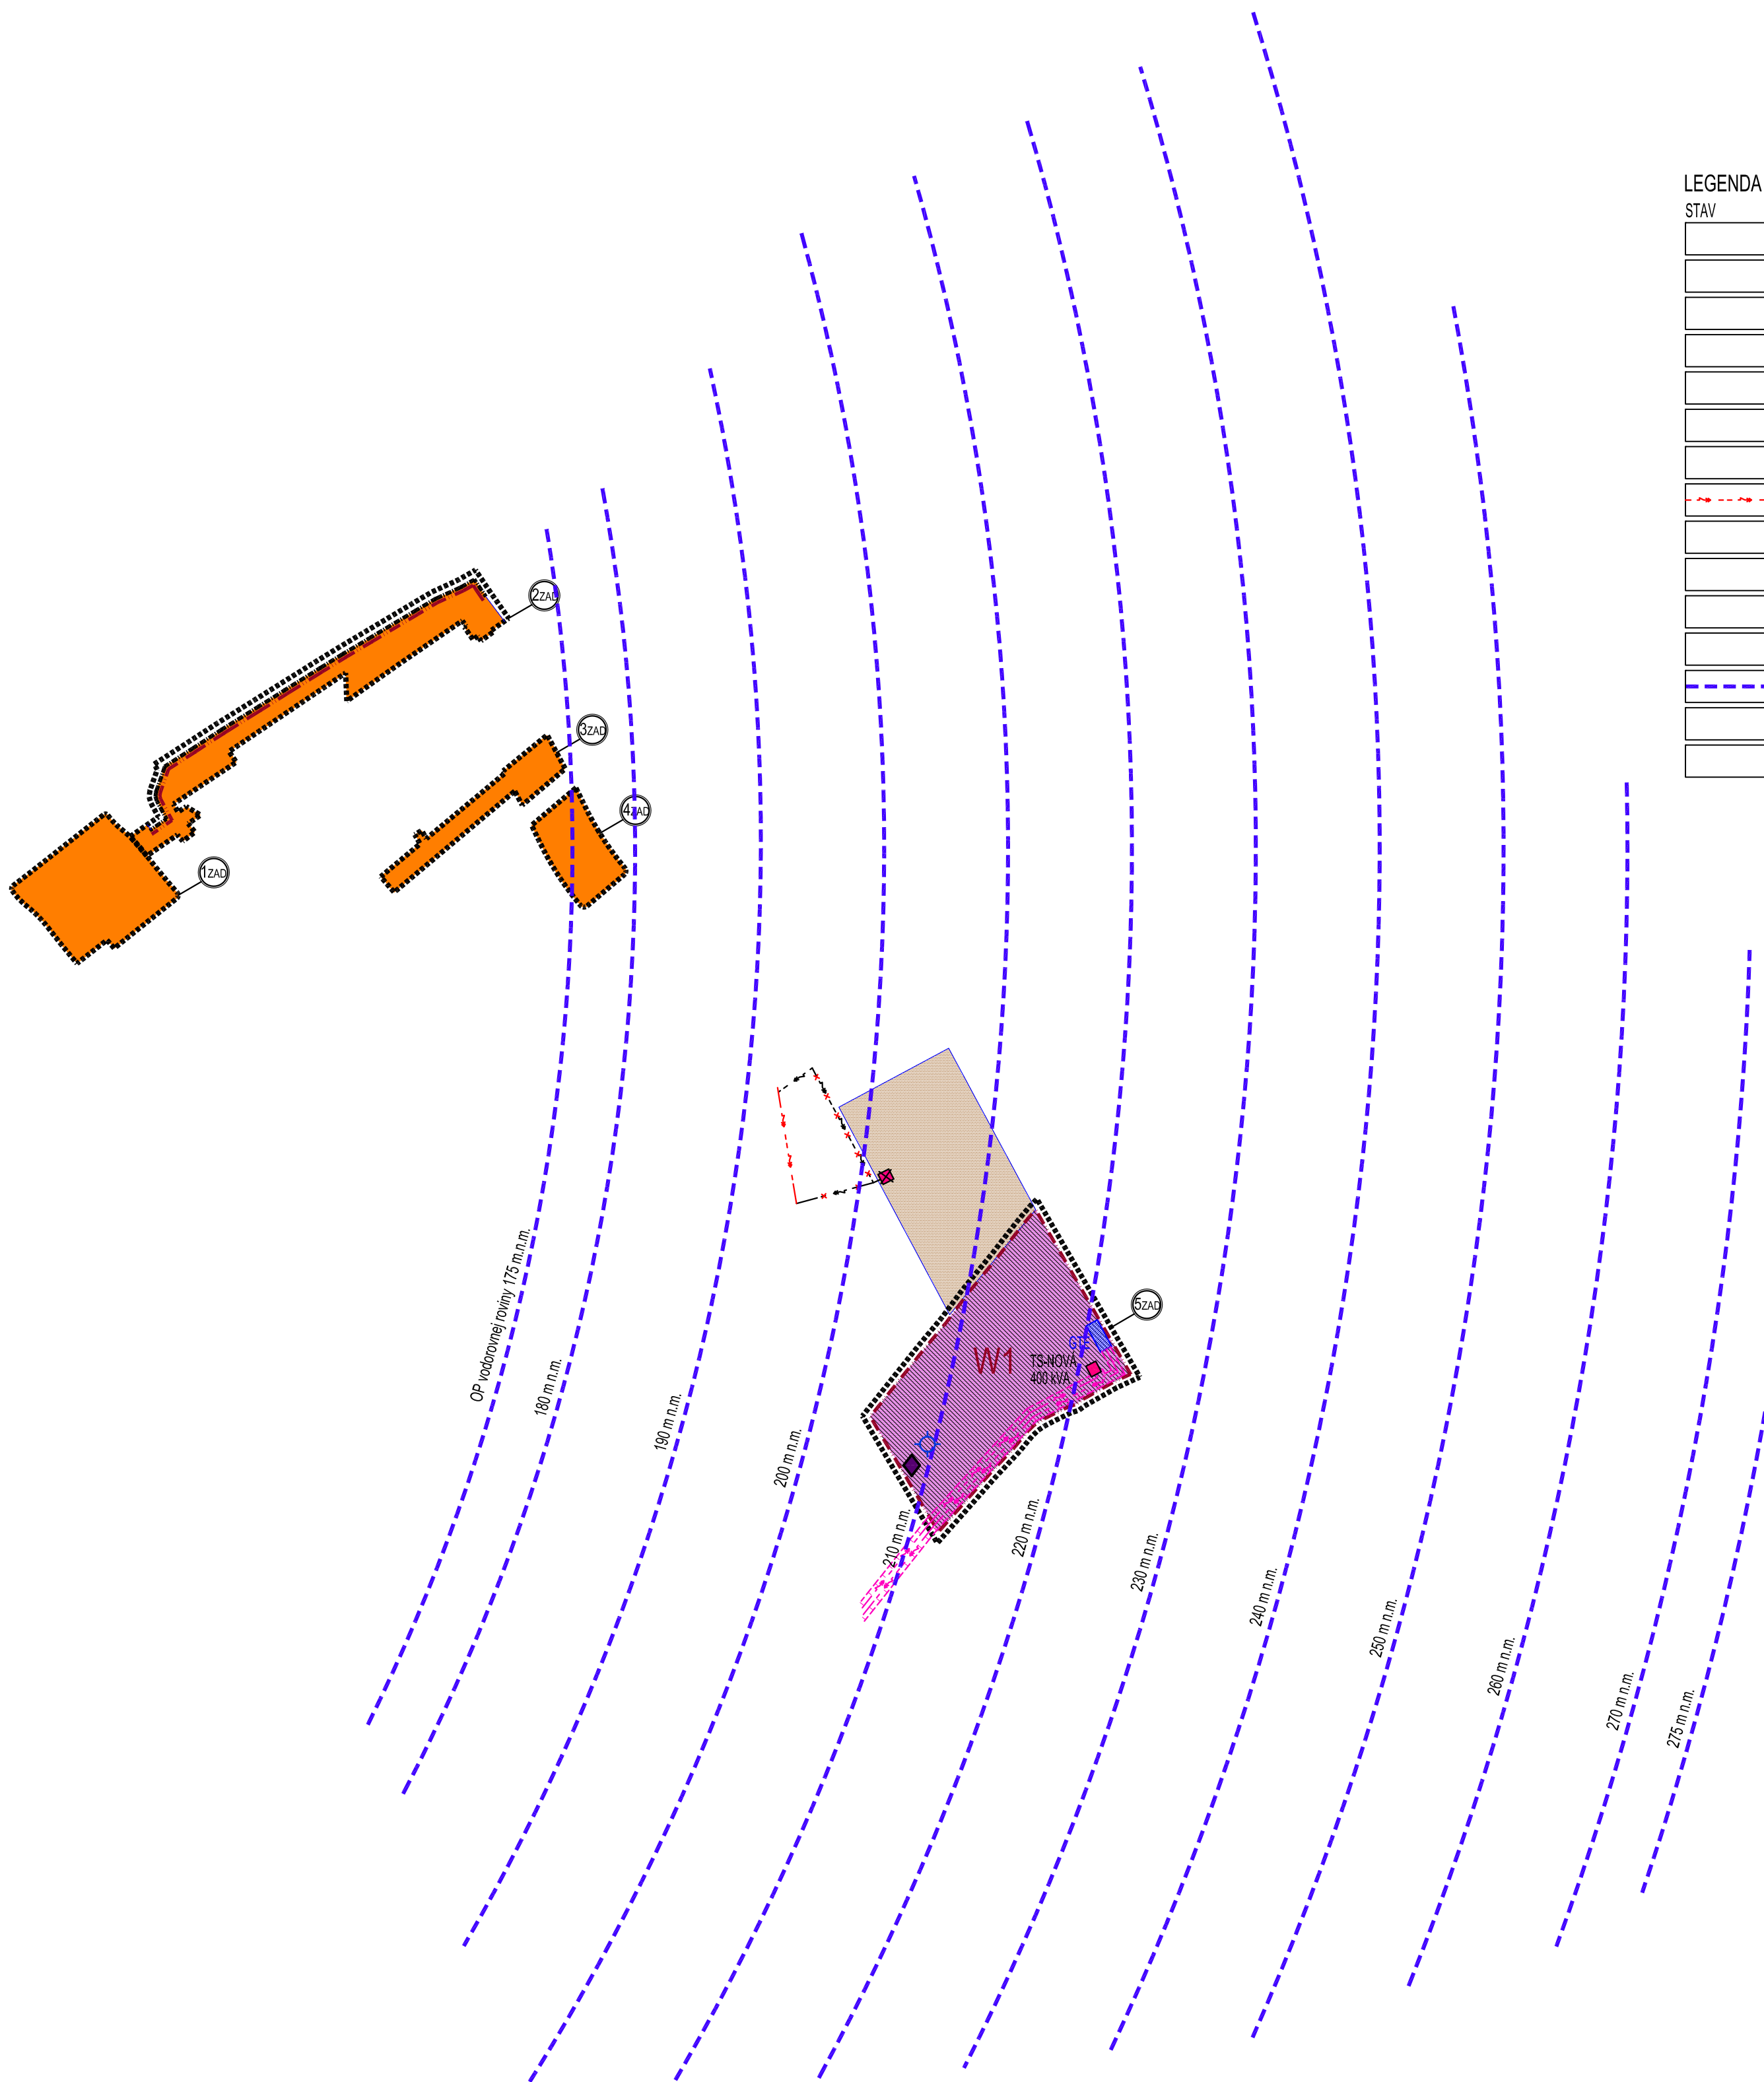 LEGENDA
STAV
2ZAD
3ZAD
4ZAD
1ZAD
5ZAD
GTF
W1
TS-NOVÁ
400 kVA
OP vodorovnej roviny 175 m.n.m.
180 m n.m.
190 m n.m.
200 m n.m.
210 m n.m.
220 m n.m.
230 m n.m.
240 m n.m.
250 m n.m.
260 m n.m.
270 m n.m.
275 m n.m.